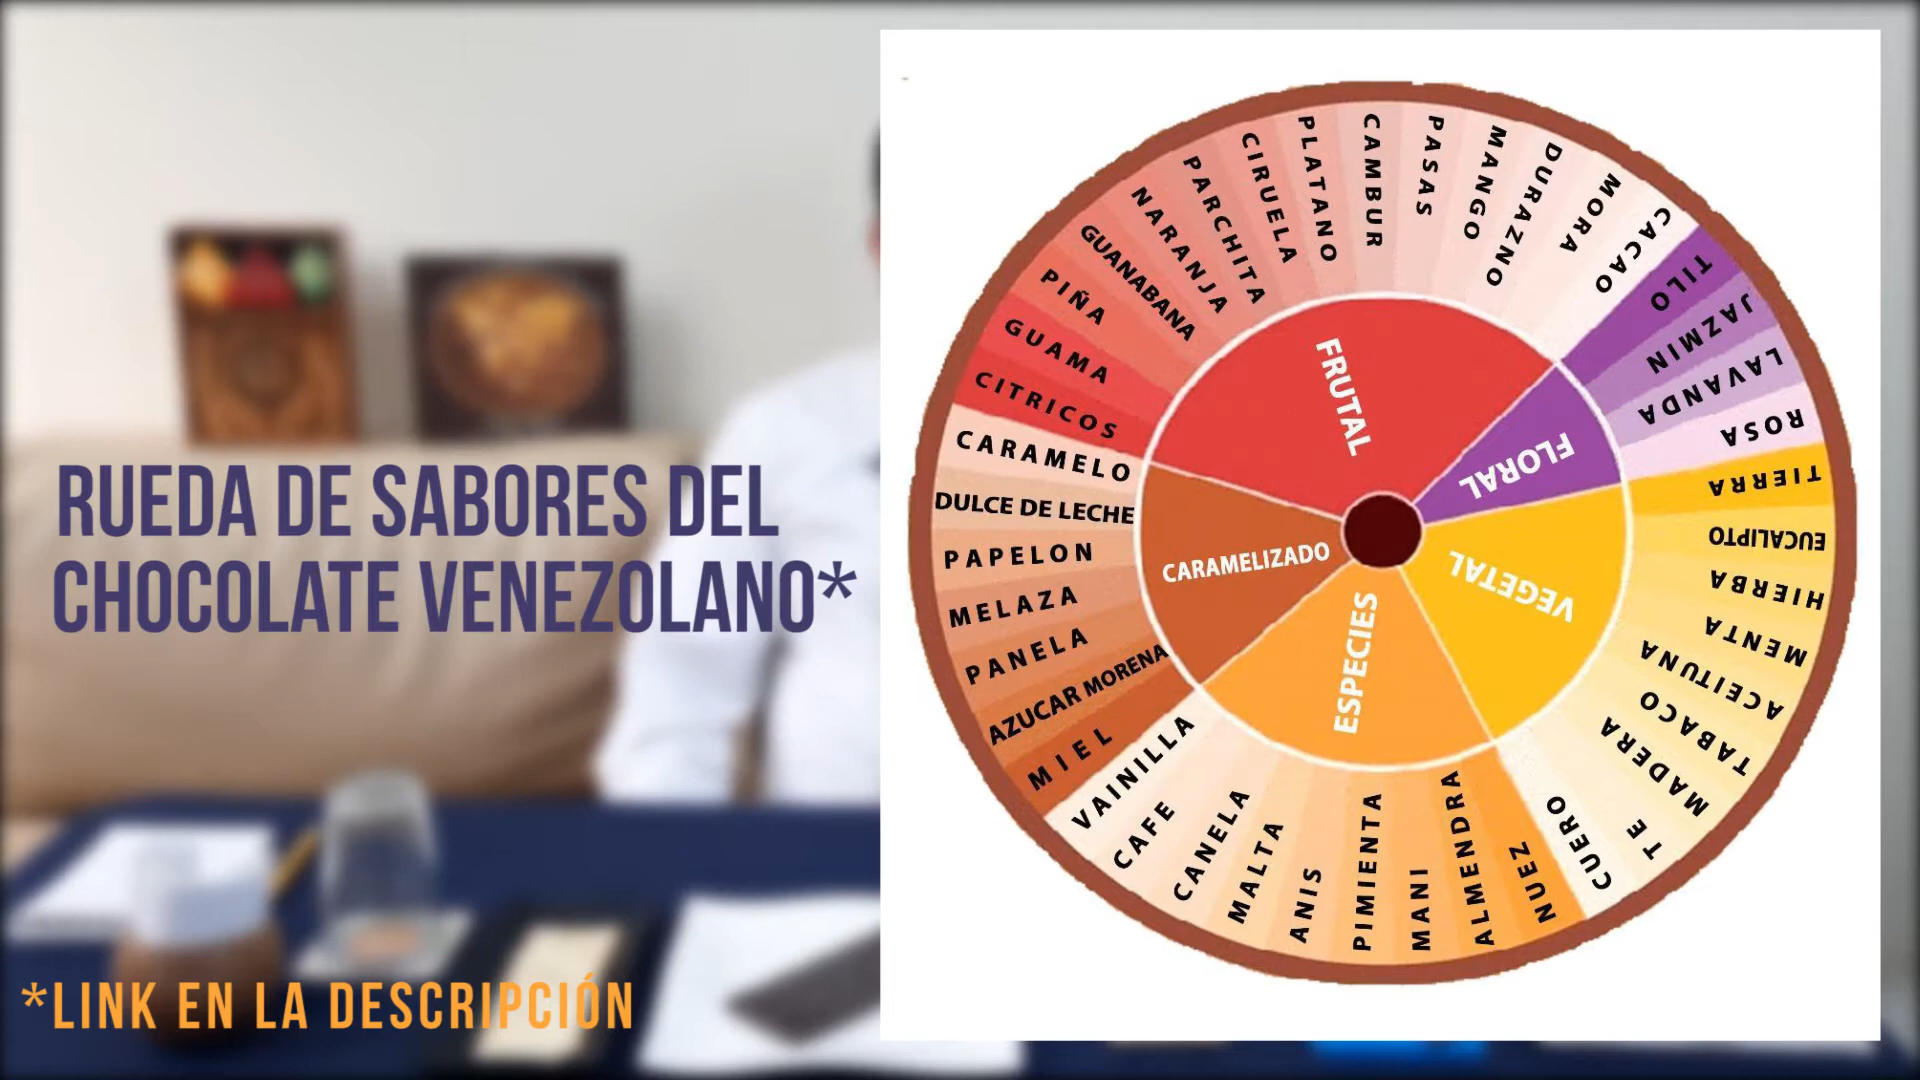 RUEDA DE SABORES DEL
CHOCOLATE VENEZOLANO*
*LINK EN LA DESCRIPCIÓN
FRUTAL
FLORAL
VEGETAL
ESPECIES
CARAMELIZADO
CITRICOS
GUAMA
PIÑA
GUANABANA
NARANJA
PARCHITA
CIRUELA
PLATANO
CAMBUR
PASAS
MANGO
DURAZNO
MORA
CACAO
TILO
JAZMIN
LAVANDA
ROSA
TIERRA
EUCALIPTO
HIERBA
MENTA
ACEITUNA
TABACO
MADERA
TE
CUERO
NUEZ
ALMENDRA
MANI
PIMIENTA
ANIS
MALTA
CANELA
CAFE
VAINILLA
MIEL
AZUCAR MORENA
PANELA
MELAZA
PAPELON
DULCE DE LECHE
CARAMELO